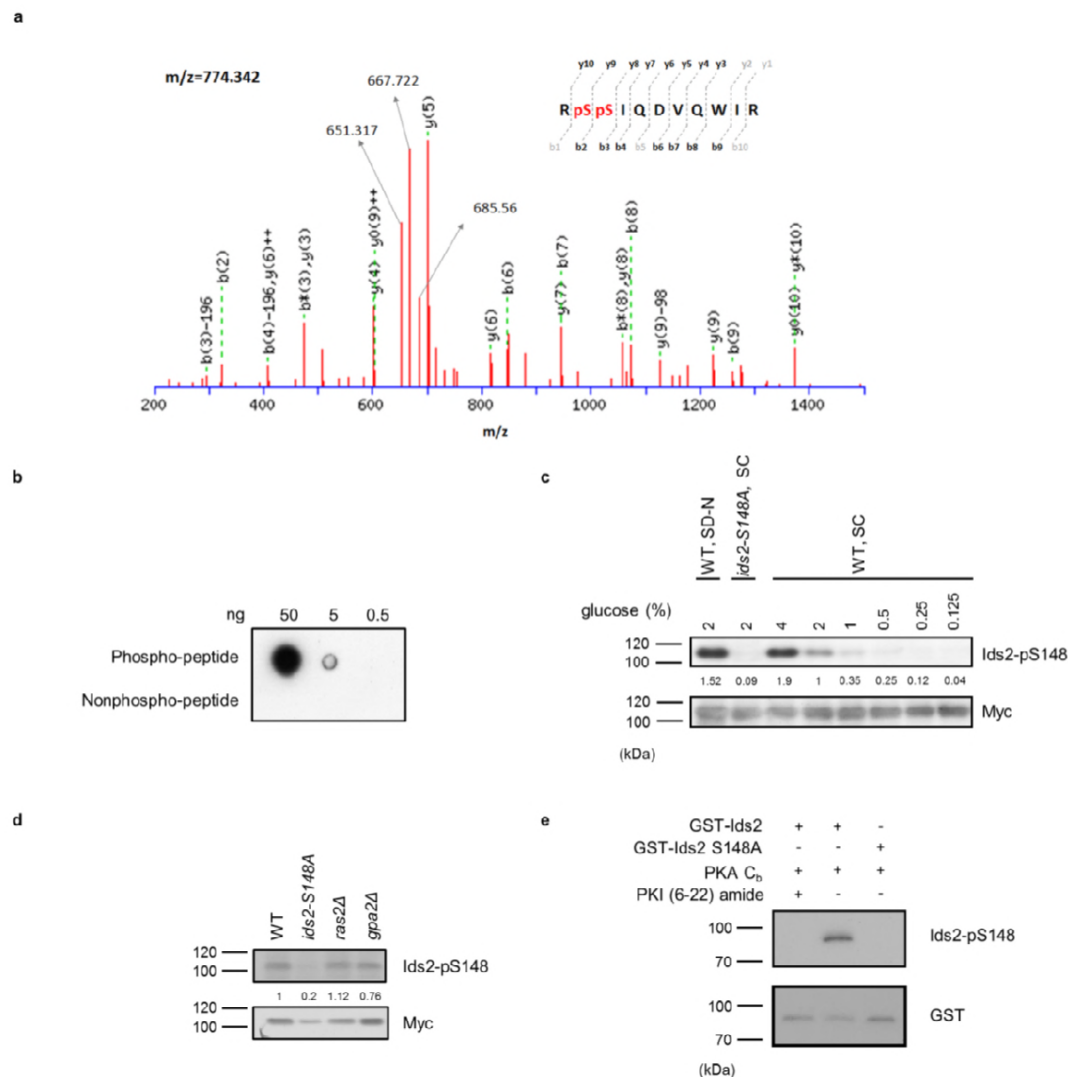 a
m/z=774.342
y10 y9 y8 y7 y6 y5 y4 y3 y2 y1
R pS pS I Q D V Q W I R
b1 b2 b3 b4 b5 b6 b7 b8 b9 b10
651.317
667.722
685.56
b(3)-196
b(2)
b(4)-196,y(6)++
b*(3),y(3)
y(4) y0(9)++
y(5)
y(6)
b(6)
y(7)
b(7)
b*(8),y(8)
b(8)
y(9)-98
y(9)
b(9)
y0(10) y*(10)
200 400 600 800 1000 1200 1400
m/z
b
ng 50 5 0.5
Phospho-peptide
Nonphospho-peptide
c
WT, SD-N
ids2-S148A, SC
WT, SC
glucose (%) 2 2 4 2 1 0.5 0.25 0.125
120
100
Ids2-pS148
1.52 0.09 1.9 1 0.35 0.25 0.12 0.04
120
100
Myc
(kDa)
d
WT
ids2-S148A
ras2Δ
gpa2Δ
120
100
Ids2-pS148
1 0.2 1.12 0.76
120
100
Myc
e
GST-Ids2 + + -
GST-Ids2 S148A - - +
PKA Cb + + +
PKI (6-22) amide + - -
100
70
Ids2-pS148
100
70
GST
(kDa)